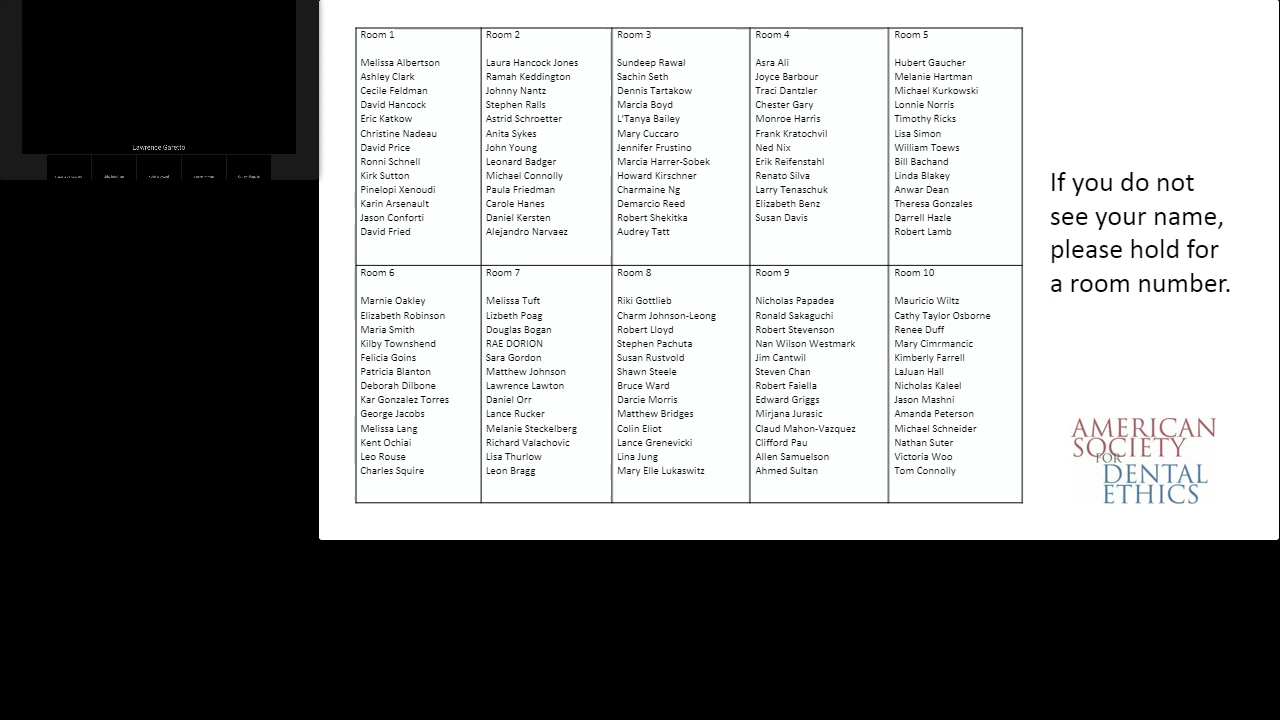 Lawrence Garetto
Room 1
Melissa Albertson
Ashley Clark
Cecile Feldman
David Hancock
Eric Katkow
Christine Nadeau
David Price
Ronni Schnell
Kirk Sutton
Pinelopi Xenoudi
Karin Arsenault
Jason Conforti
David Fried
Room 2
Laura Hancock Jones
Ramah Keddington
Johnny Nantz
Stephen Ralls
Astrid Schroetter
Anita Sykes
John Young
Leonard Badger
Michael Connolly
Paula Friedman
Carole Hanes
Daniel Kersten
Alejandro Narvaez
Room 3
Sundeep Rawal
Sachin Seth
Dennis Tartakow
Marcia Boyd
L'Tanya Bailey
Mary Cuccaro
Jennifer Frustino
Marcia Harrer-Sobek
Howard Kirschner
Charmaine Ng
Demarcio Reed
Robert Shekitka
Audrey Tatt
Room 4
Asra Ali
Joyce Barbour
Traci Dantzler
Chester Gary
Monroe Harris
Frank Kratochvil
Ned Nix
Erik Reifenstahl
Renato Silva
Larry Tenaschuk
Elizabeth Benz
Susan Davis
Room 5
Hubert Gaucher
Melanie Hartman
Michael Kurkowski
Lonnie Norris
Timothy Ricks
Lisa Simon
William Toews
Bill Bachand
Linda Blakey
Anwar Dean
Theresa Gonzales
Darrell Hazle
Robert Lamb
Room 6
Marnie Oakley
Elizabeth Robinson
Maria Smith
Kilby Townshend
Felicia Goins
Patricia Blanton
Deborah Dilbone
Kar Gonzalez Torres
George Jacobs
Melissa Lang
Kent Ochiai
Leo Rouse
Charles Squire
Room 7
Melissa Tuft
Lizbeth Poag
Douglas Bogan
RAE DORION
Sara Gordon
Matthew Johnson
Lawrence Lawton
Daniel Orr
Lance Rucker
Melanie Steckelberg
Richard Valachovic
Lisa Thurlow
Leon Bragg
Room 8
Riki Gottlieb
Charm Johnson-Leong
Robert Lloyd
Stephen Pachuta
Susan Rustvold
Shawn Steele
Bruce Ward
Darcie Morris
Matthew Bridges
Colin Eliot
Lance Grenevicki
Lina Jung
Mary Elle Lukaswitz
Room 9
Nicholas Papadea
Ronald Sakaguchi
Robert Stevenson
Nan Wilson Westmark
Jim Cantwil
Steven Chan
Robert Faiella
Edward Griggs
Mirjana Jurasic
Claud Mahon-Vazquez
Clifford Pau
Allen Samuelson
Ahmed Sultan
Room 10
Mauricio Wiltz
Cathy Taylor Osborne
Renee Duff
Mary Cimrmancic
Kimberly Farrell
LaJuan Hall
Nicholas Kaleel
Jason Mashni
Amanda Peterson
Michael Schneider
Nathan Suter
Victoria Woo
Tom Connolly
If you do not
see your name,
please hold for
a room number.
AMERICAN
SOCIETY
FOR
DENTAL
ETHICS